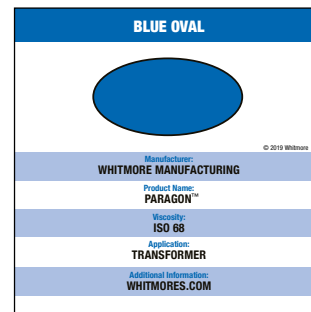 BLUE OVAL
© 2019 Whitmore
Manufacturer:
WHITMORE MANUFACTURING
Product Name:
PARAGON™
Viscosity:
ISO 68
Application:
TRANSFORMER
Additional Information:
WHITMORES.COM